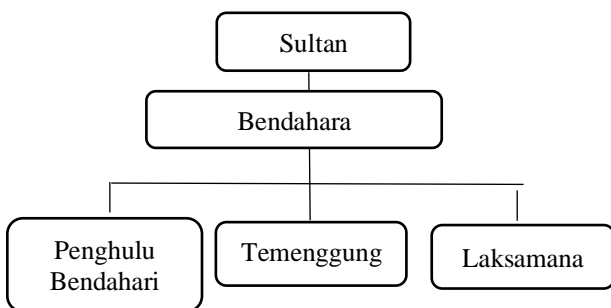 Sultan
Bendahara
Penghulu
Bendahari
Temenggung
Laksamana